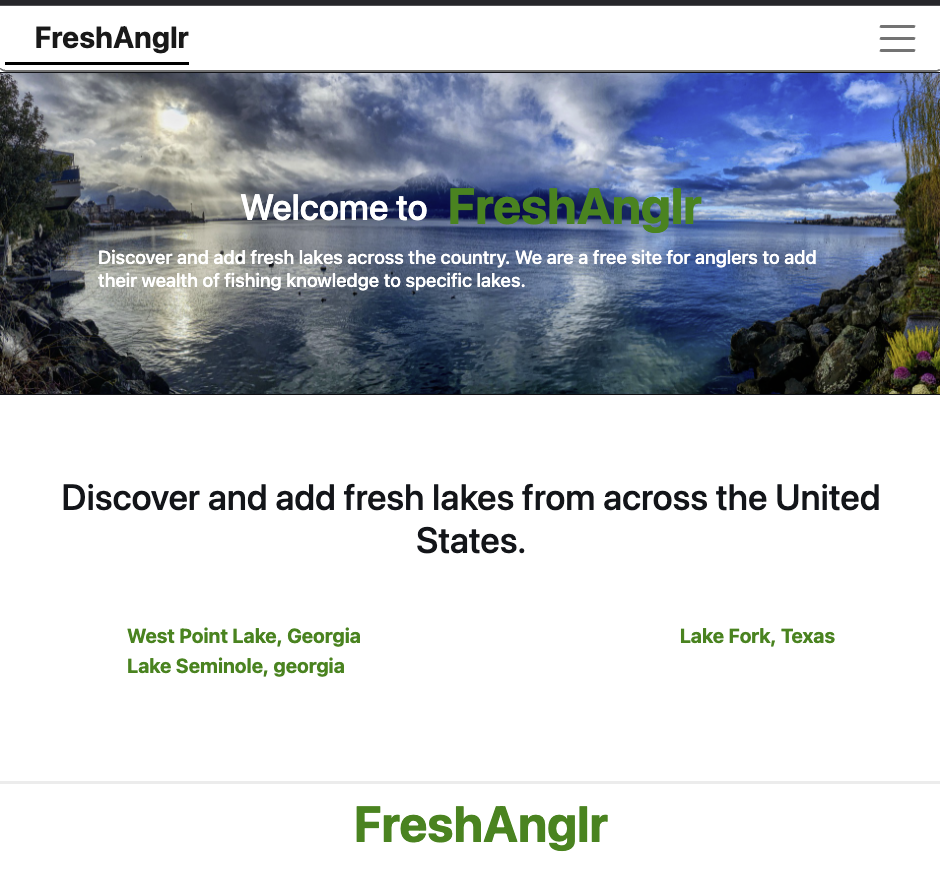 FreshAnglr
Welcome to FreshAnglr
Discover and add fresh lakes across the country. We are a free site for anglers to add
their wealth of fishing knowledge to specific lakes.
Discover and add fresh lakes from across the United
States.
West Point Lake, Georgia
Lake Fork, Texas
Lake Seminole, georgia
FreshAnglr